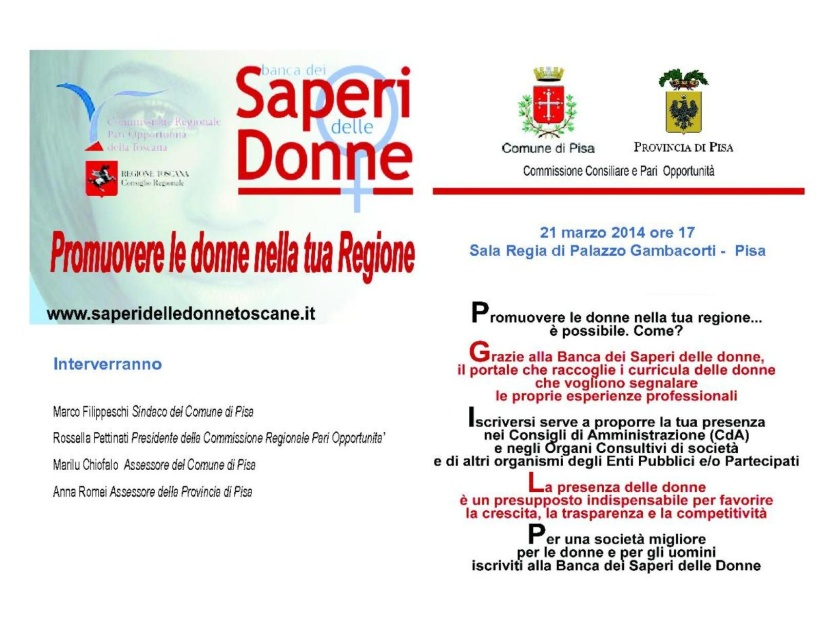 banca dei
Saperi
delle
Donne
Commissione Regionale
Pari Opportunità
della Toscana
REGIONE TOSCANA
Consiglio Regionale
Promuovere le donne nella tua Regione
www.saperidelledonnetoscane.it
Interverranno
Marco Filippeschi Sindaco del Comune di Pisa
Rossella Pettinati Presidente della Commissione Regionale Pari Opportunita'
Marilu Chiofalo Assessore del Comune di Pisa
Anna Romei Assessore della Provincia di Pisa
Comune di Pisa
PROVINCIA DI PISA
Commissione Consiliare e Pari Opportunità
21 marzo 2014 ore 17
Sala Regia di Palazzo Gambacorti - Pisa
Promuovere le donne nella tua regione...
è possibile. Come?
Grazie alla Banca dei Saperi delle donne,
il portale che raccoglie i curricula delle donne
che vogliono segnalare
le proprie esperienze professionali
Iscriversi serve a proporre la tua presenza
nei Consigli di Amministrazione (CdA)
e negli Organi Consultivi di società
e di altri organismi degli Enti Pubblici e/o Partecipati
La presenza delle donne
è un presupposto indispensabile per favorire
la crescita, la trasparenza e la competitività
Per una società migliore
per le donne e per gli uomini
iscriviti alla Banca dei Saperi delle Donne